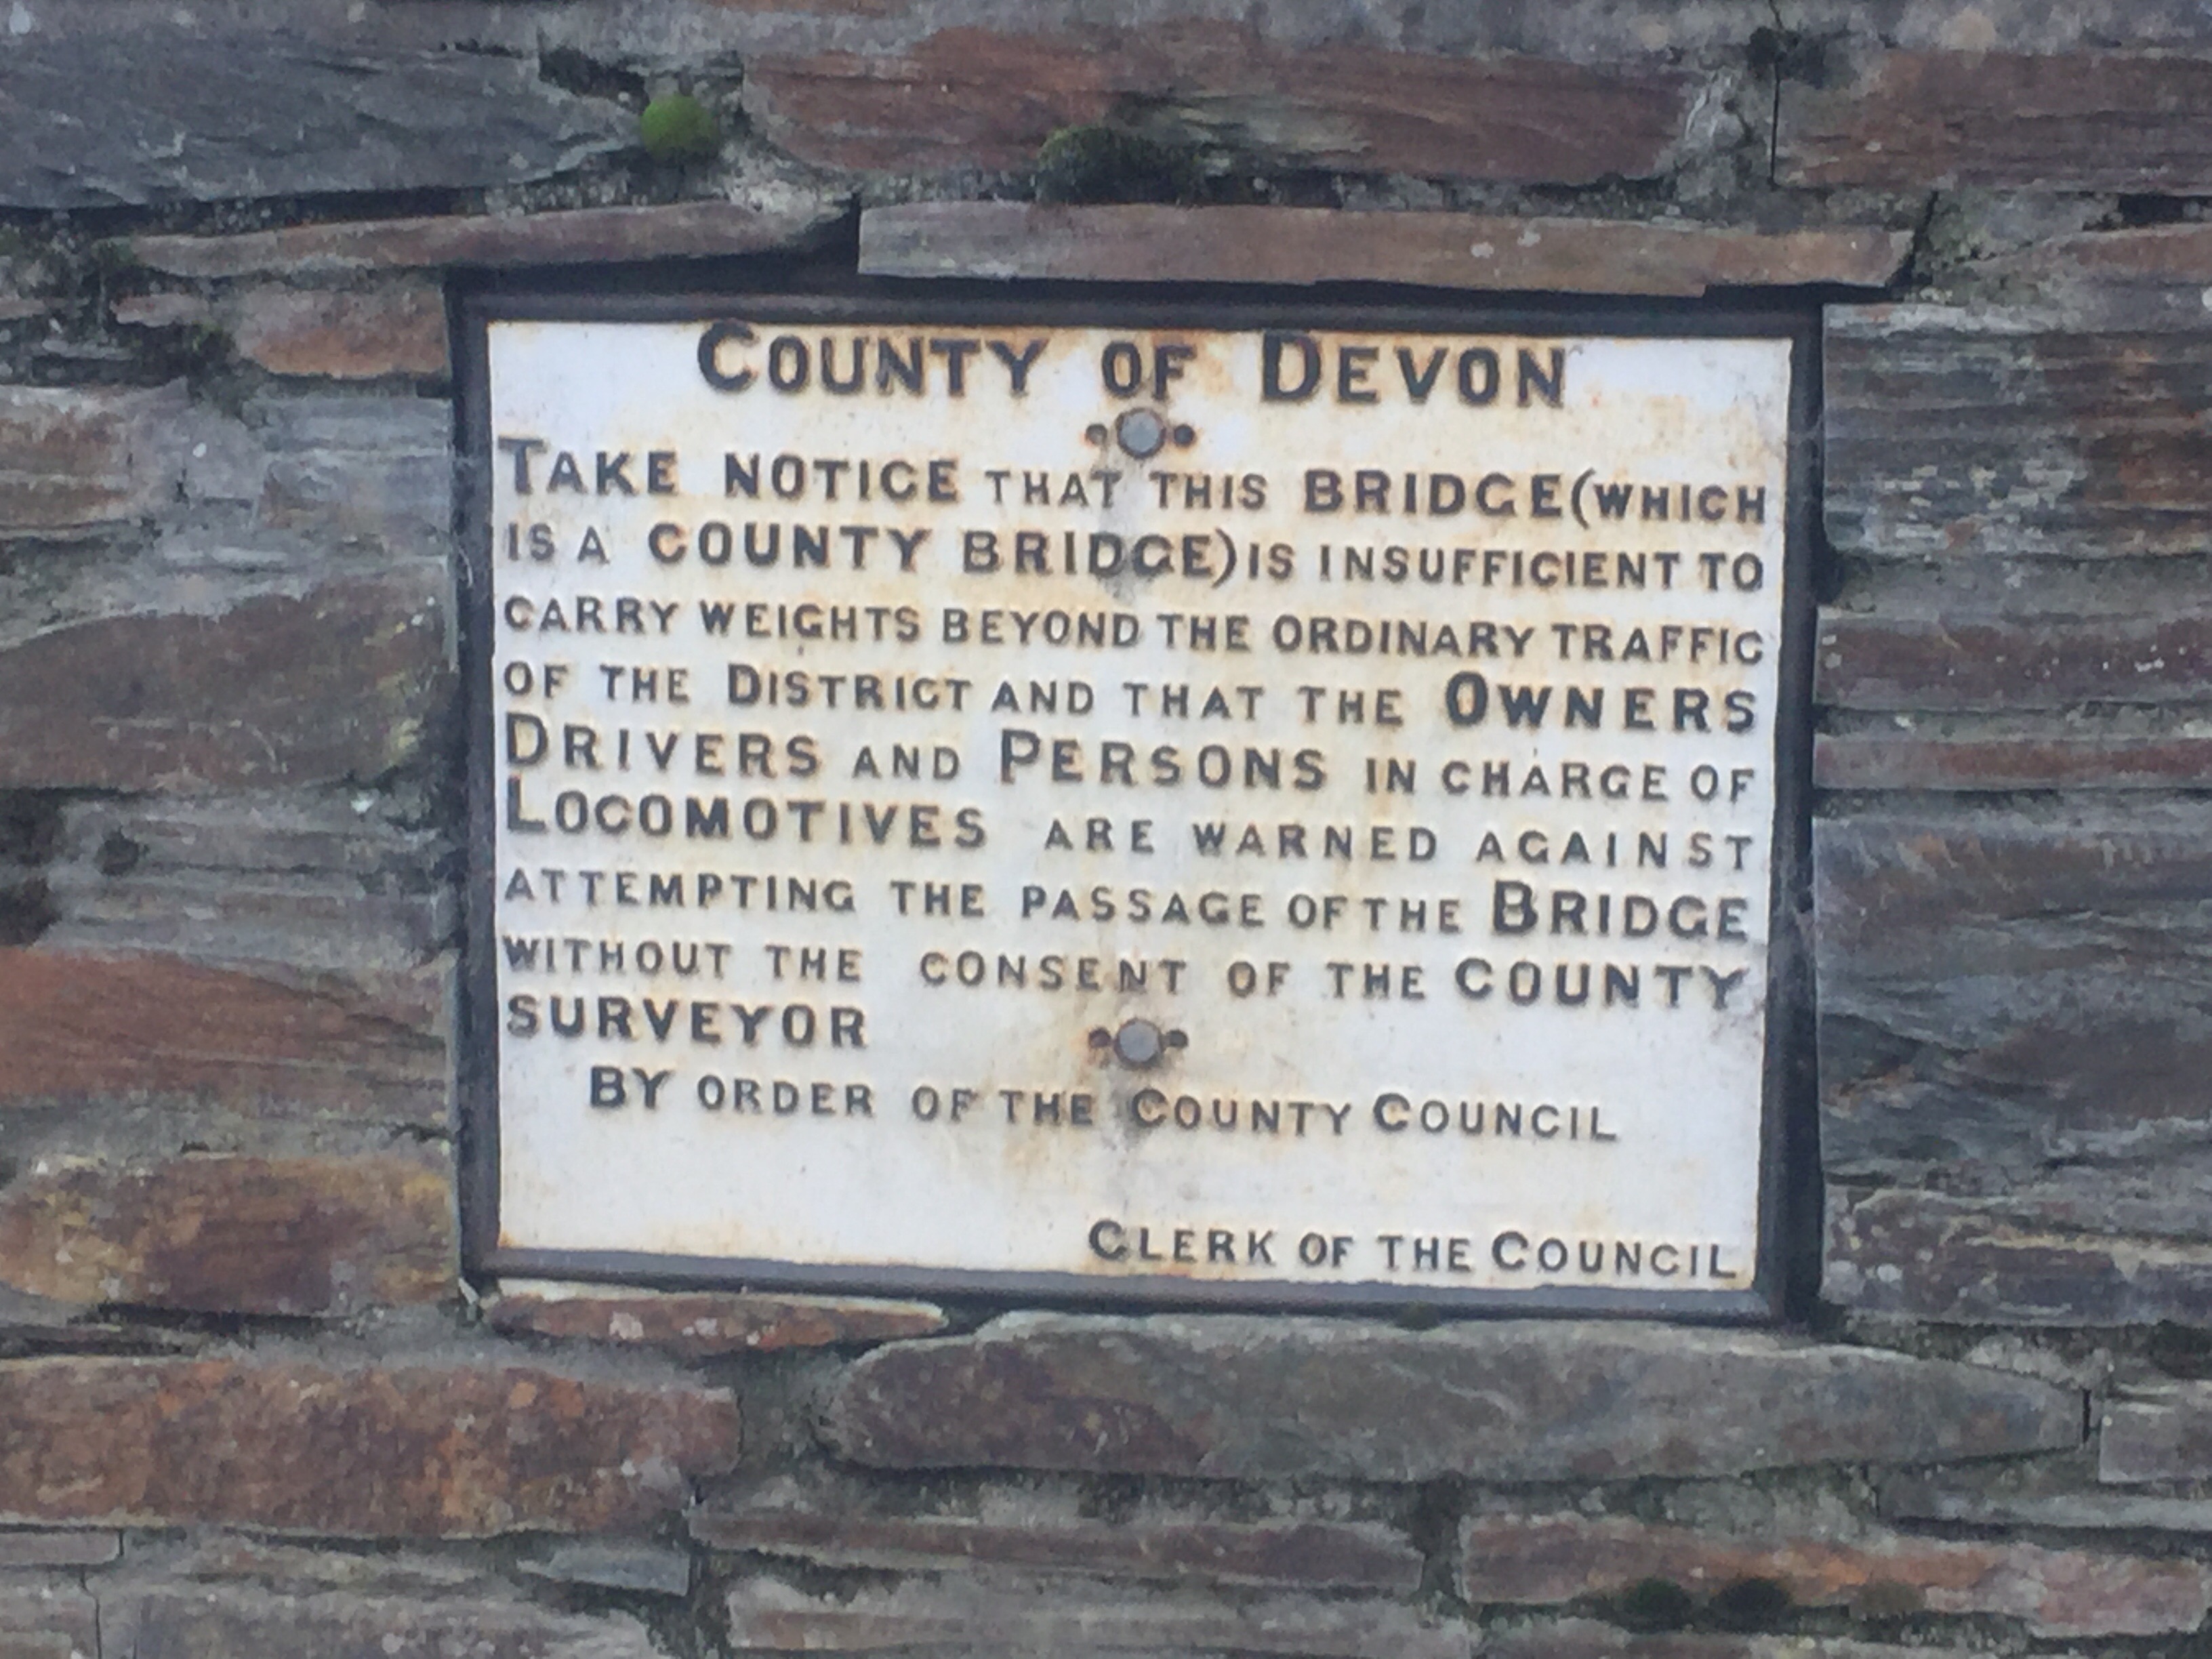 COUNTY OF DEVON
TAKE NOTICE THAT THIS BRIDGE (WHICH
IS A COUNTY BRIDGE) IS INSUFFICIENT TO
CARRY WEIGHTS BEYOND THE ORDINARY TRAFFIC
OF THE DISTRICT AND THAT THE OWNERS
DRIVERS AND PERSONS IN CHARGE OF
LOCOMOTIVES ARE WARNED AGAINST
ATTEMPTING THE PASSAGE OF THE BRIDGE
WITHOUT THE CONSENT OF THE COUNTY
SURVEYOR
BY ORDER OF THE COUNTY COUNCIL
CLERK OF THE COUNCIL